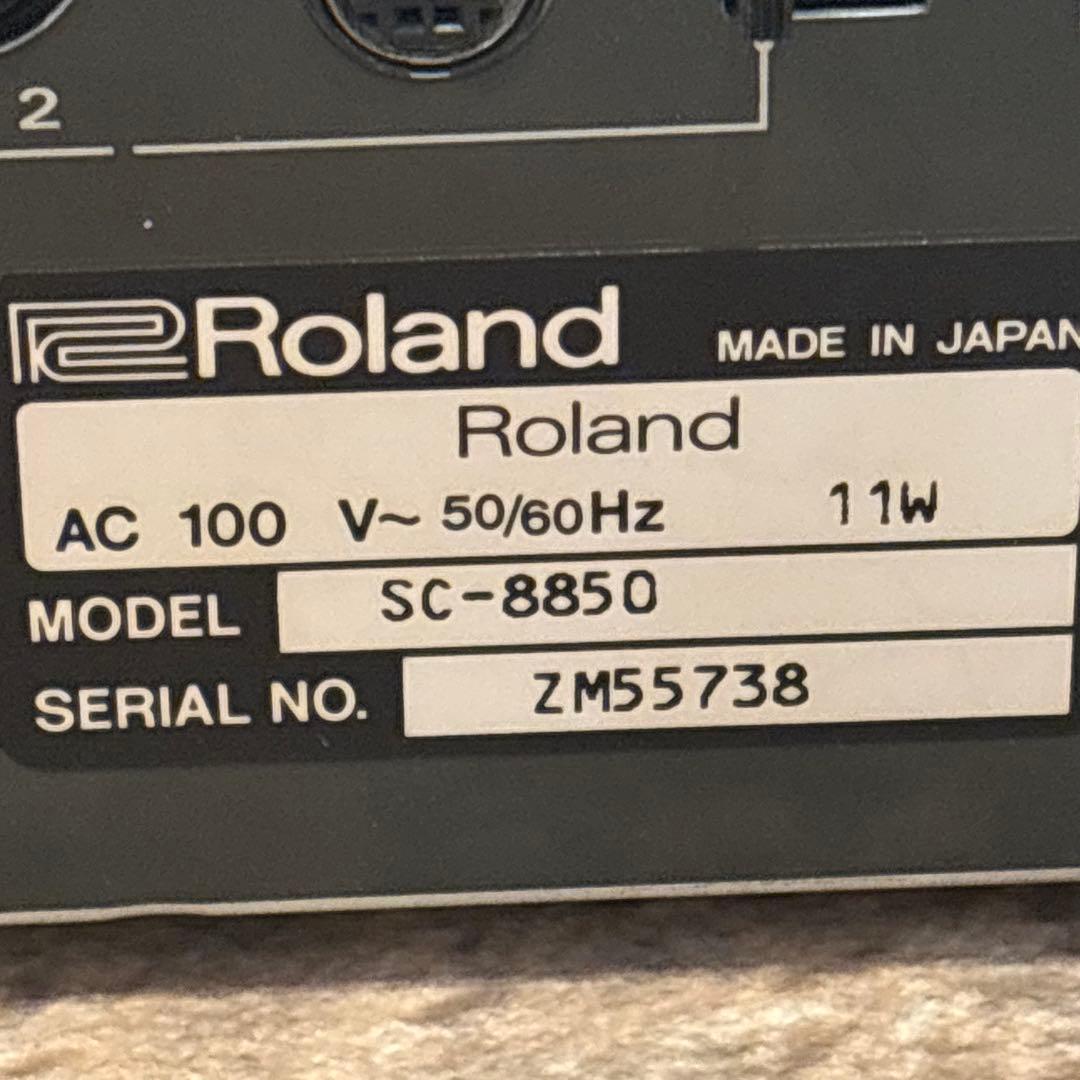 2
Roland MADE IN JAPAN
Roland
AC 100 V~ 50/60Hz 11W
MODEL SC-8850
SERIAL NO. ZM55738